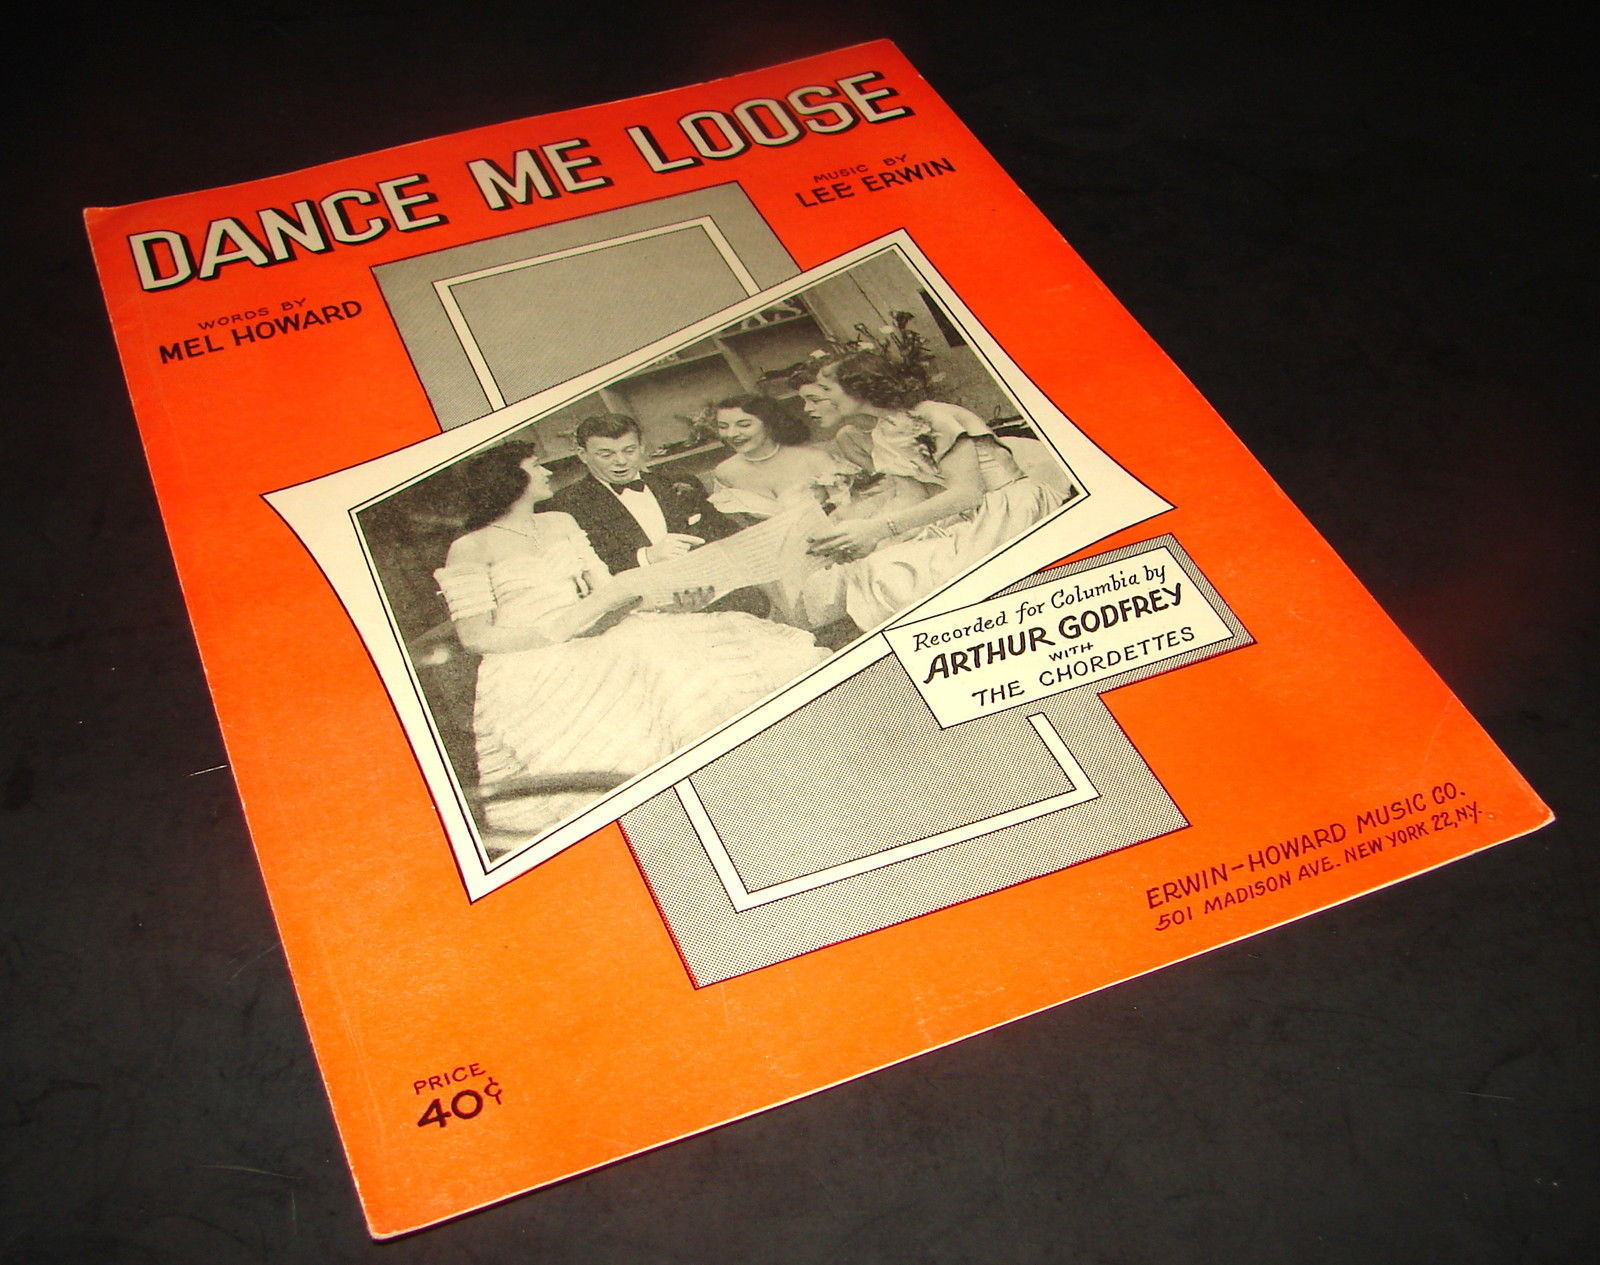 DANCE ME LOOSE
WORDS BY
MEL HOWARD
MUSIC BY
LEE ERWIN
Recorded for Columbia by
ARTHUR GODFREY
WITH
THE CHORDETTES
ERWIN-HOWARD MUSIC CO.
501 MADISON AVE. NEW YORK 22, N.Y.
PRICE
40¢